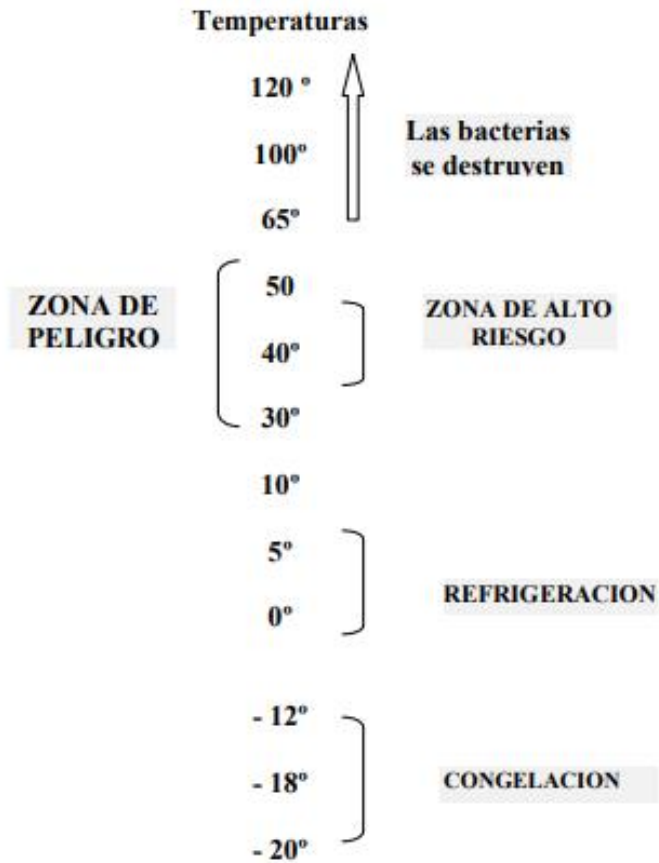 Temperaturas
120 º
100º
Las bacterias
se destruven
65º
50
ZONA DE
PELIGRO
ZONA DE ALTO
RIESGO
40º
30º
10º
5º
REFRIGERACION
0º
- 12º
- 18º
CONGELACION
- 20º